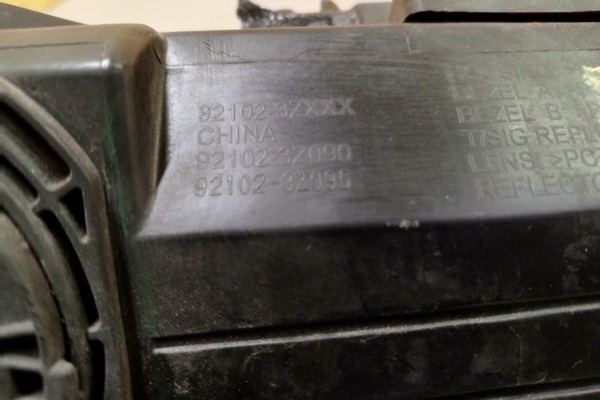 92102-3ZXXX
CHINA
92102-3Z090
92102-3Z095
BEZEL
BEZEL B
T/SIG REFL
LENS >PC
REFLECTO